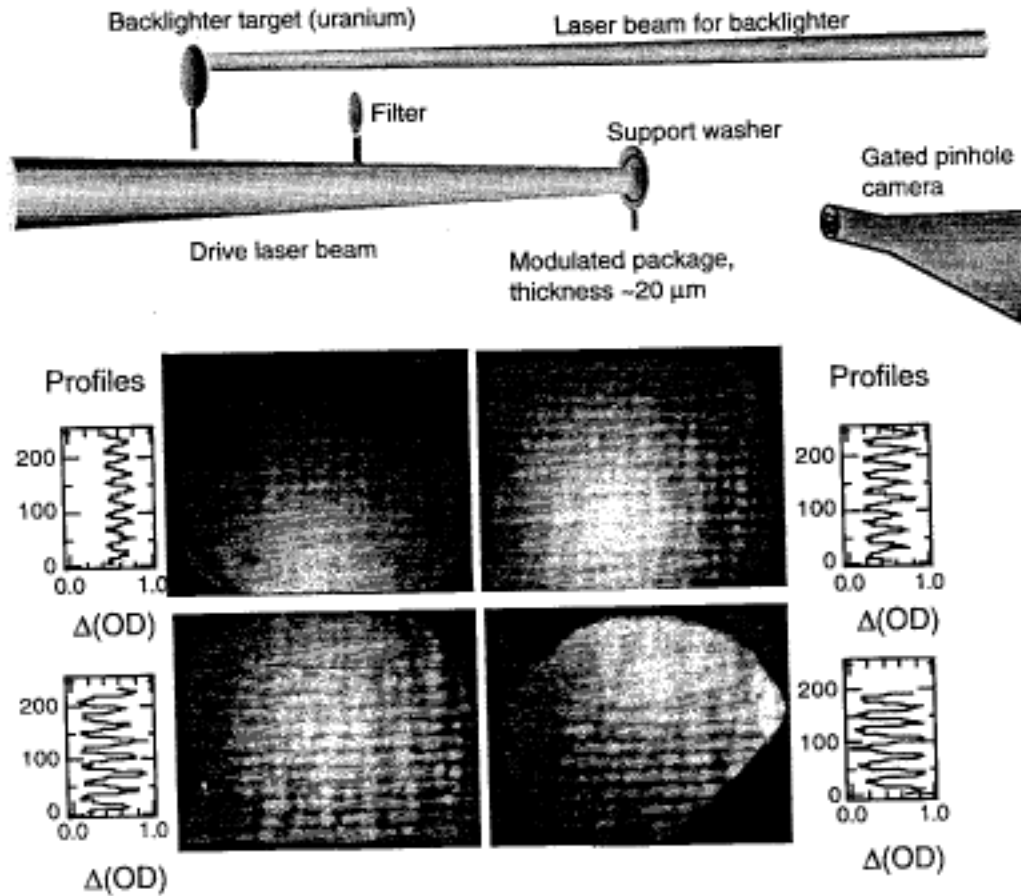 Backlighter target (uranium)
Laser beam for backlighter
Filter
Support washer
Gated pinhole
camera
Drive laser beam
Modulated package,
thickness ~20 μm
Profiles
200
100
0
0.0 1.0
Δ(OD)
Profiles
200
100
0
0.0 1.0
Δ(OD)
200
100
0
0.0 1.0
Δ(OD)
200
100
0
0.0 1.0
Δ(OD)